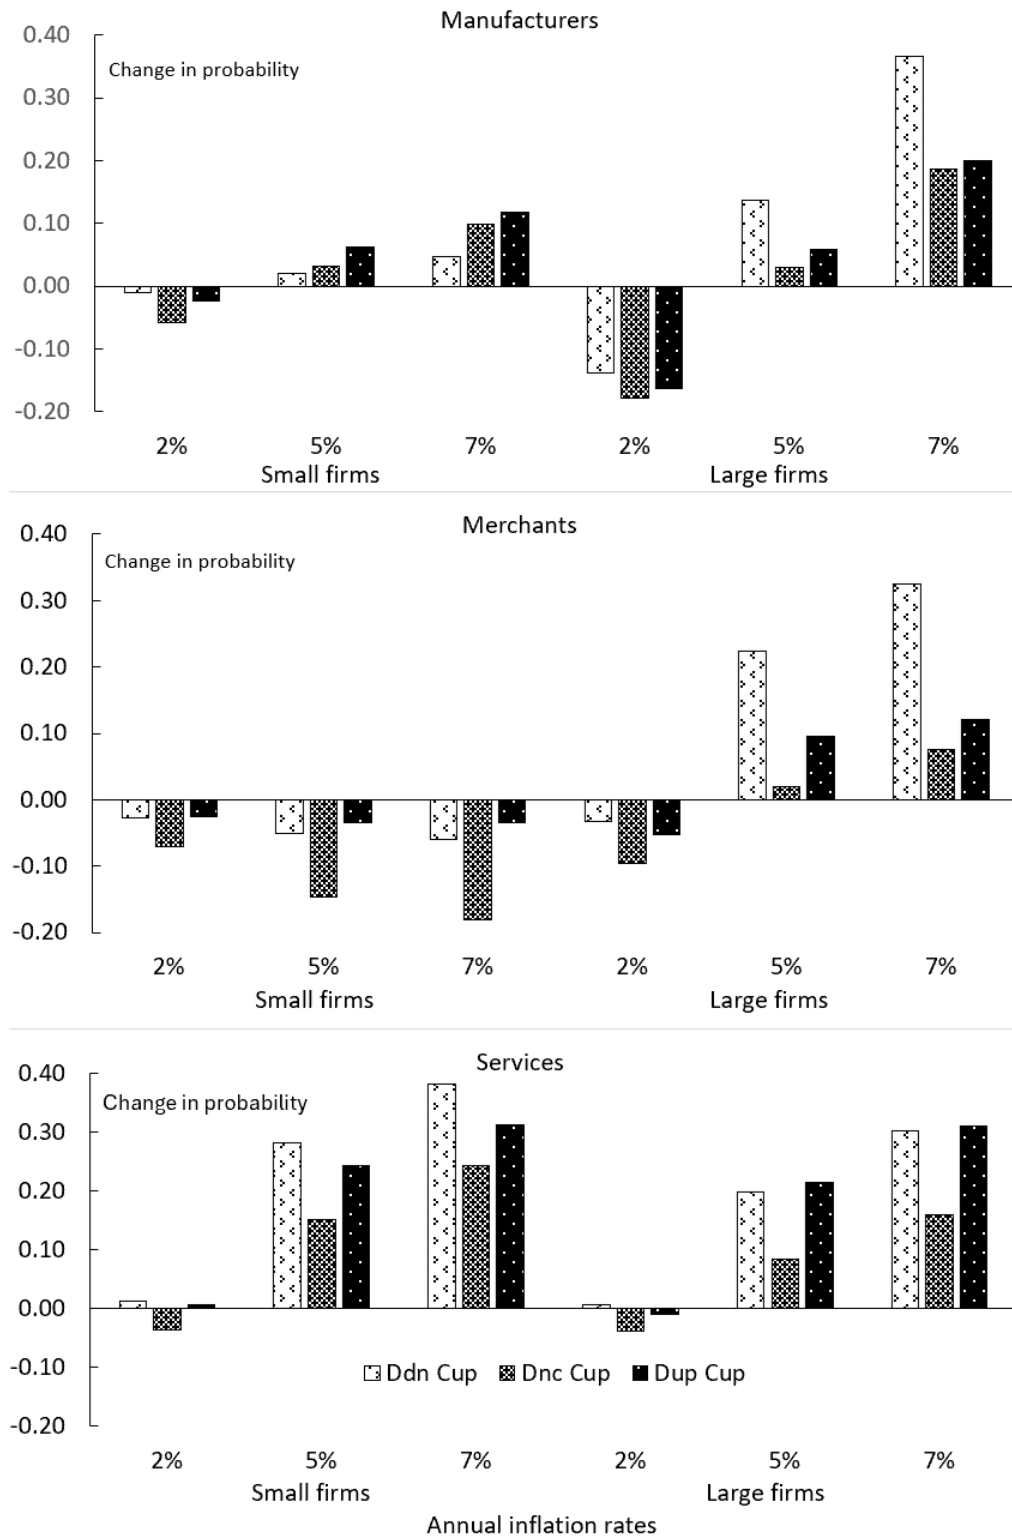 Manufacturers
0.40
Change in probability
0.30
0.20
0.10
0.00
-0.10
-0.20
2% 5% 7% 2% 5% 7%
Small firms Large firms
Merchants
0.40
Change in probability
0.30
0.20
0.10
0.00
-0.10
-0.20
2% 5% 7% 2% 5% 7%
Small firms Large firms
Services
0.40
Change in probability
0.30
0.20
0.10
0.00
-0.10
Ddn Cup Dnc Cup Dup Cup
-0.20
2% 5% 7% 2% 5% 7%
Small firms Large firms
Annual inflation rates